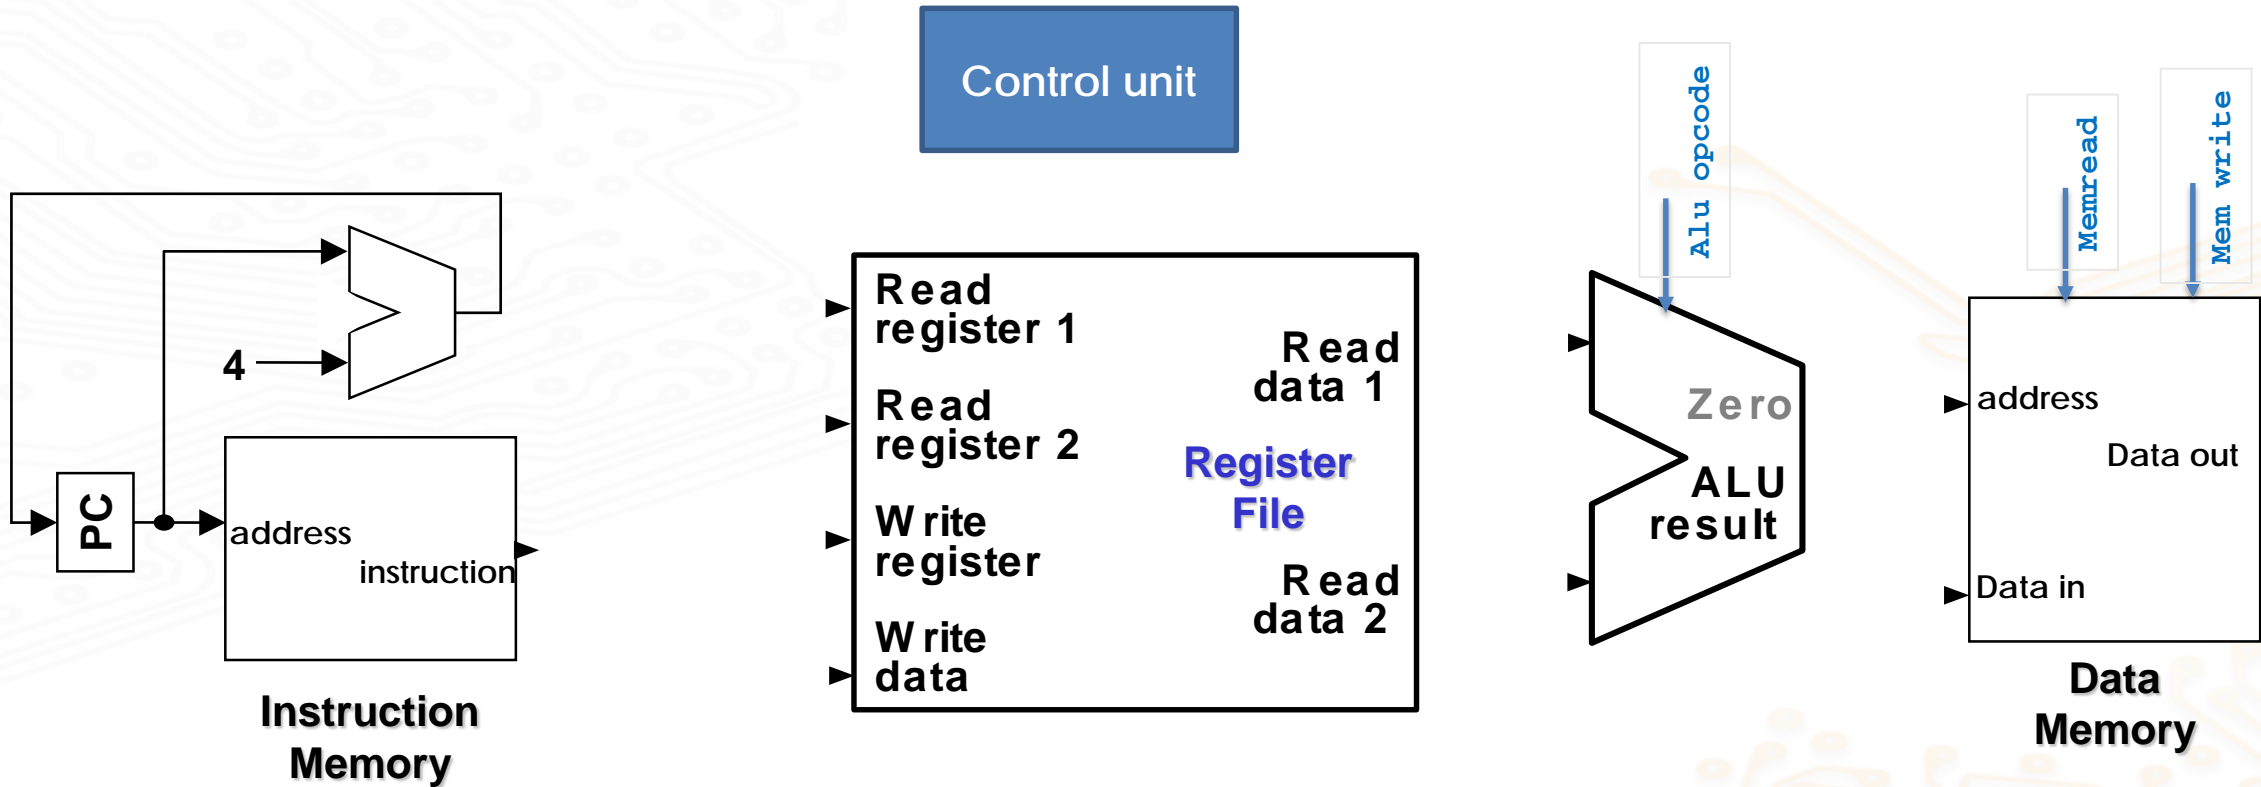 Control unit
Alu opcode
Memread
Mem write
4
PC
address
instruction
Instruction
Memory
Read
register 1
Read
register 2
Write
register
Write
data
Read
data 1
Register
File
Read
data 2
Zero
ALU
result
address
Data out
Data in
Data
Memory